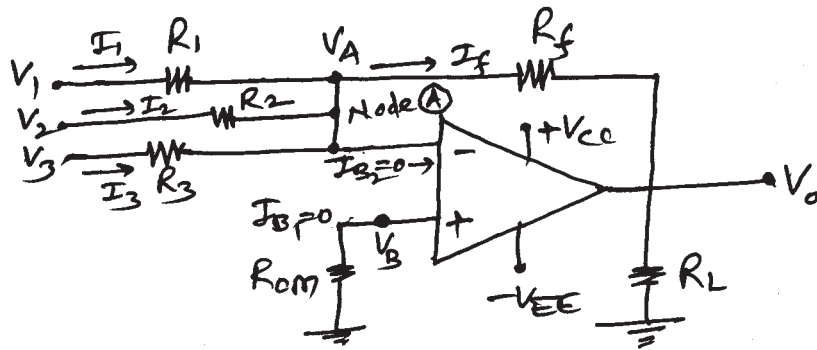 I1 R1 VA If Rf
V1
I2 R2 Node A
V2
+VCC
V3 IB2=0 -
I3 R3
Vo
IB1=0 +
VB
ROM RL
-VEE